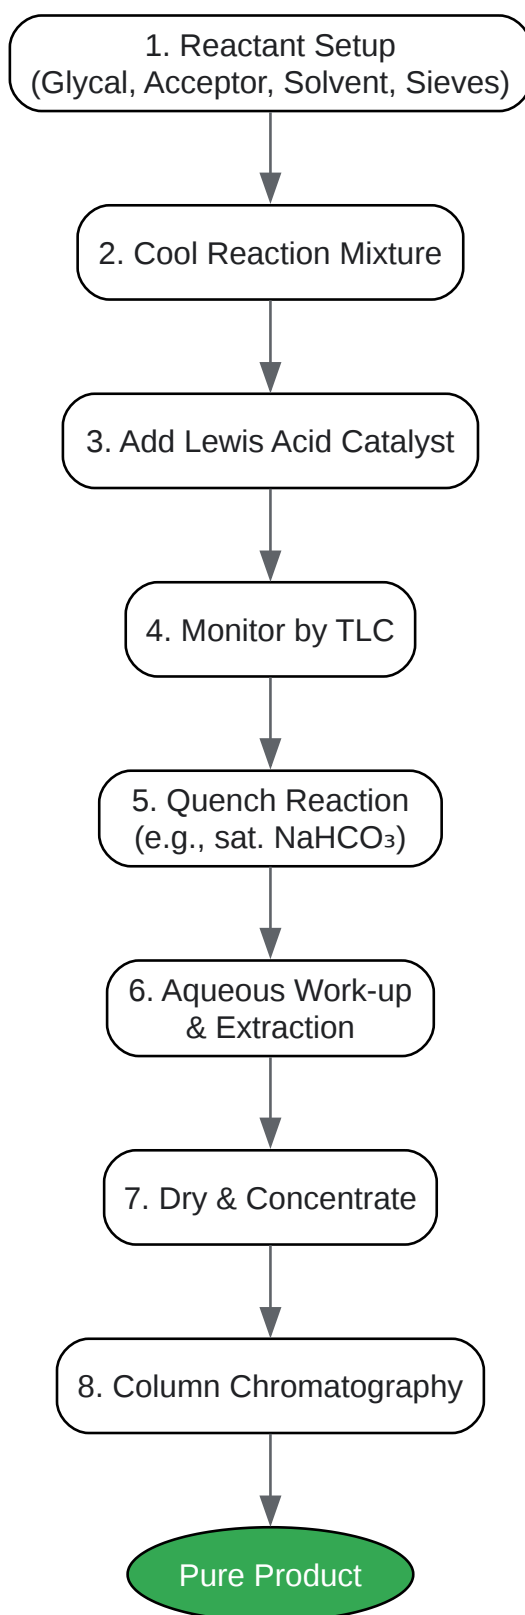 1. Reactant Setup
(Glycal, Acceptor, Solvent, Sieves)
2. Cool Reaction Mixture
3. Add Lewis Acid Catalyst
4. Monitor by TLC
5. Quench Reaction
(e.g., sat. NaHCO₃)
6. Aqueous Work-up
& Extraction
7. Dry & Concentrate
8. Column Chromatography
Pure Product